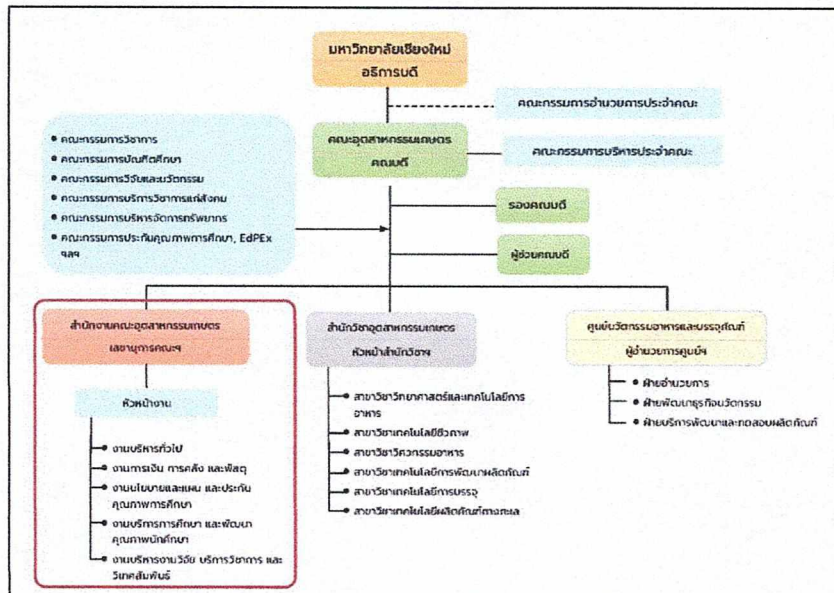 มหาวิทยาลัยเชียงใหม่
อธิการบดี
คณะกรรมการอำนวยการประจำคณะ
คณะอุตสาหกรรมเกษตร
คณบดี
คณะกรรมการบริหารประจำคณะ
• คณะกรรมการวิชาการ
• คณะกรรมการบัณฑิตศึกษา
• คณะกรรมการวิจัยและนวัตกรรม
• คณะกรรมการบริการวิชาการแก่สังคม
• คณะกรรมการบริหารจัดการทรัพยากร
• คณะกรรมการประกันคุณภาพการศึกษา, EdPEx
ฯลฯ
รองคณบดี
ผู้ช่วยคณบดี
สำนักงานคณะอุตสาหกรรมเกษตร
เลขานุการคณะฯ
หัวหน้างาน
• งานบริหารทั่วไป
• งานการเงิน การคลัง และพัสดุ
• งานนโยบายและแผน และประกัน
คุณภาพการศึกษา
• งานบริการการศึกษา และพัฒนา
คุณภาพนักศึกษา
• งานบริหารงานวิจัย บริการวิชาการ และ
วิเทศสัมพันธ์
สำนักวิชาอุตสาหกรรมเกษตร
หัวหน้าสำนักวิชาฯ
• สาขาวิชาวิทยาศาสตร์และเทคโนโลยีการ
อาหาร
• สาขาวิชาเทคโนโลยีชีวภาพ
• สาขาวิชาวิศวกรรมอาหาร
• สาขาวิชาเทคโนโลยีการพัฒนาผลิตภัณฑ์
• สาขาวิชาเทคโนโลยีการบรรจุ
• สาขาวิชาเทคโนโลยีผลิตภัณฑ์ทางทะเล
ศูนย์นวัตกรรมอาหารและบรรจุภัณฑ์
ผู้อำนวยการศูนย์ฯ
• ฝ่ายอำนวยการ
• ฝ่ายพัฒนาธุรกิจนวัตกรรม
• ฝ่ายบริการพัฒนาและทดสอบผลิตภัณฑ์